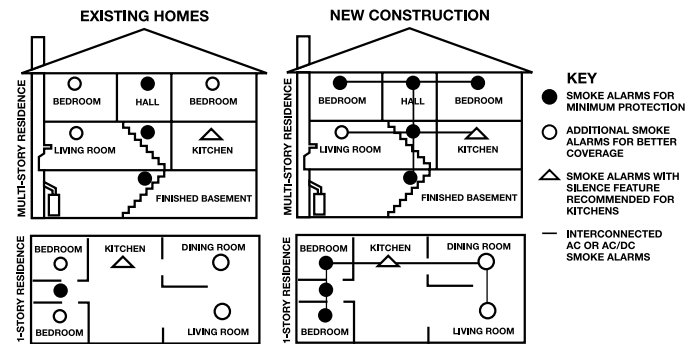 EXISTING HOMES
MULTI-STORY RESIDENCE
BEDROOM
HALL
BEDROOM
LIVING ROOM
KITCHEN
FINISHED BASEMENT
1-STORY RESIDENCE
BEDROOM
KITCHEN
DINING ROOM
BEDROOM
LIVING ROOM
NEW CONSTRUCTION
MULTI-STORY RESIDENCE
BEDROOM
HALL
BEDROOM
LIVING ROOM
KITCHEN
FINISHED BASEMENT
1-STORY RESIDENCE
BEDROOM
KITCHEN
DINING ROOM
BEDROOM
LIVING ROOM
KEY
SMOKE ALARMS FOR
MINIMUM PROTECTION
ADDITIONAL SMOKE
ALARMS FOR BETTER
COVERAGE
SMOKE ALARMS WITH
SILENCE FEATURE
RECOMMENDED FOR
KITCHENS
INTERCONNECTED
AC OR AC/DC
SMOKE ALARMS